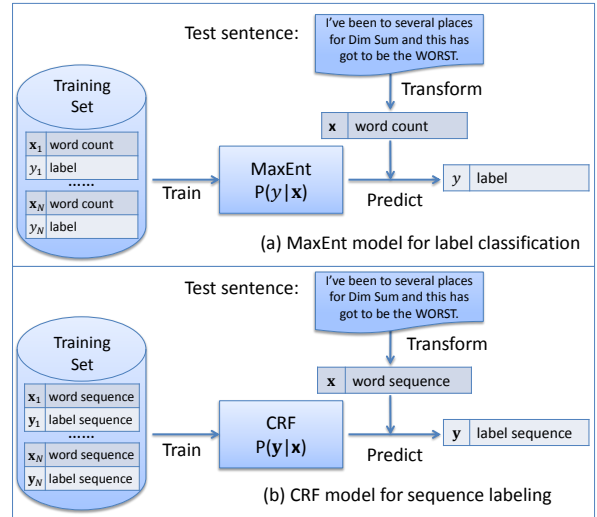 Test sentence:
I've been to several places
for Dim Sum and this has
got to be the WORST.
Training
Set
Transform
x word count
x₁ word count
y₁ label
......
x_N word count
y_N label
Train
MaxEnt
P(y|x)
Predict
y label
(a) MaxEnt model for label classification
Test sentence:
I've been to several places
for Dim Sum and this has
got to be the WORST.
Training
Set
Transform
x word sequence
x₁ word sequence
y₁ label sequence
......
x_N word sequence
y_N label sequence
Train
CRF
P(y|x)
Predict
y label sequence
(b) CRF model for sequence labeling